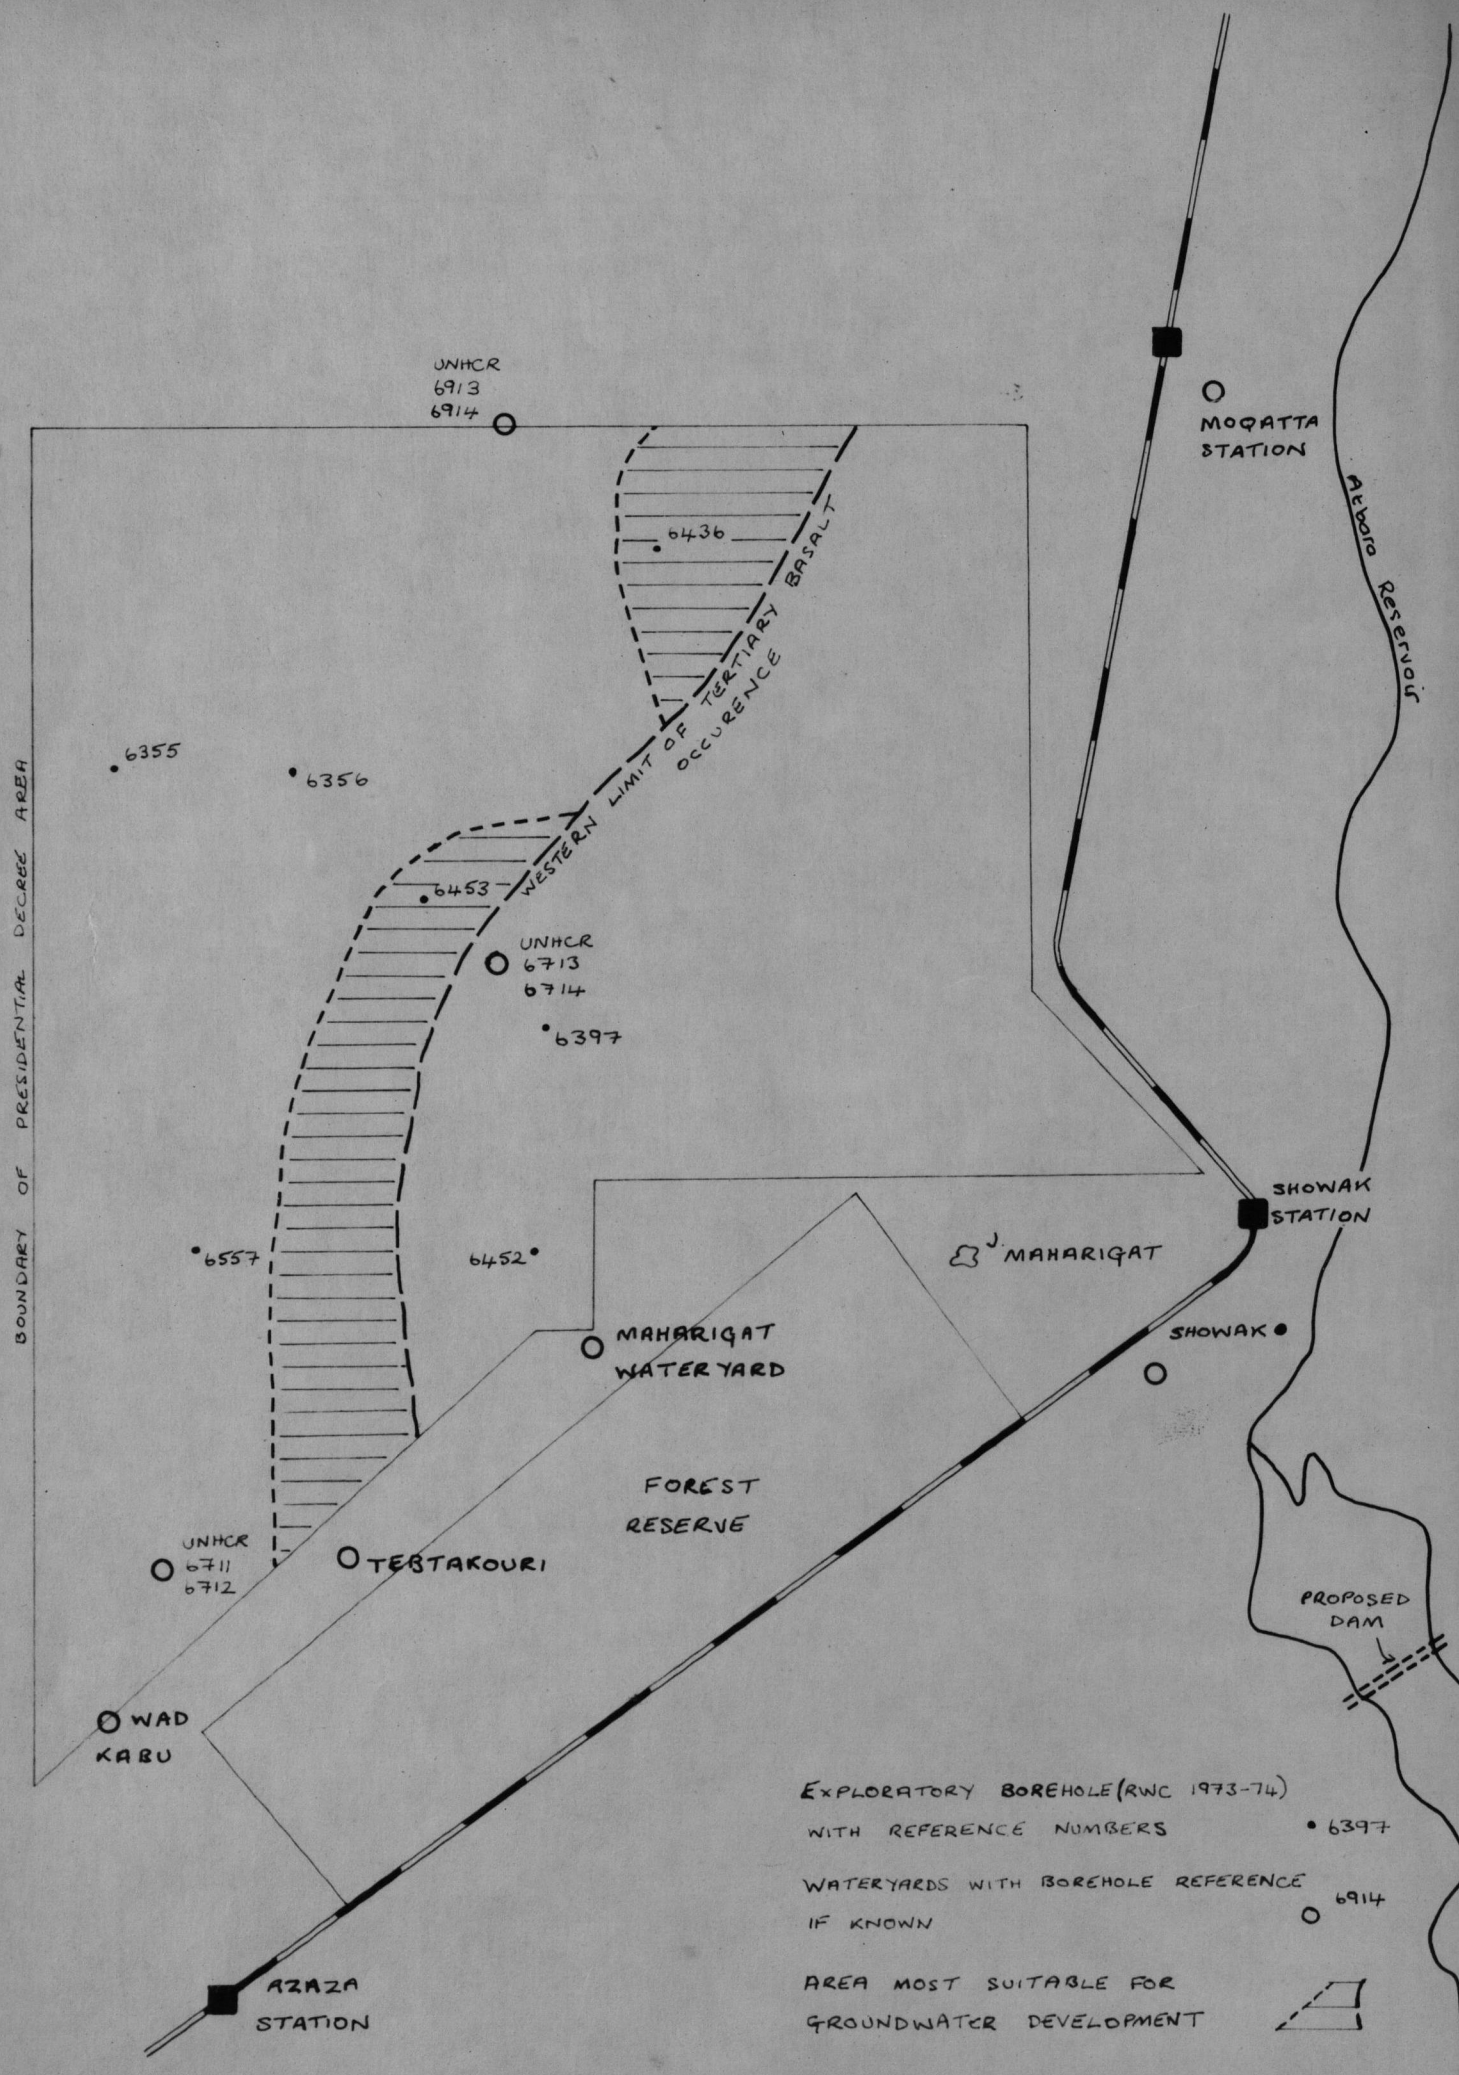 UNHCR
6913
6914
MOQATTA
STATION
Atbara Reservoir
6436
WESTERN LIMIT OF TERTIARY BASALT
OCCURENCE
6355
6356
BOUNDARY OF PRESIDENTIAL DECREE AREA
6453
UNHCR
6713
6714
6397
SHOWAK
STATION
6557
6452
MAHARIGAT
SHOWAK
MAHARIGAT
WATERYARD
FOREST
RESERVE
UNHCR
6711
6712
TEBTAKOURI
PROPOSED
DAM
WAD
KABU
EXPLORATORY BOREHOLE (RWC 1973-74)
WITH REFERENCE NUMBERS
6397
WATERYARDS WITH BOREHOLE REFERENCE
IF KNOWN
6914
AZAZA
STATION
AREA MOST SUITABLE FOR
GROUNDWATER DEVELOPMENT